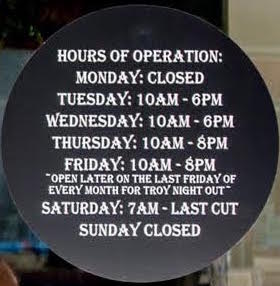 HOURS OF OPERATION:
MONDAY: CLOSED
TUESDAY: 10AM - 6PM
WEDNESDAY: 10AM - 6PM
THURSDAY: 10AM - 8PM
FRIDAY: 10AM - 8PM
~OPEN LATER ON THE LAST FRIDAY OF
EVERY MONTH FOR TROY NIGHT OUT~
SATURDAY: 7AM - LAST CUT
SUNDAY CLOSED